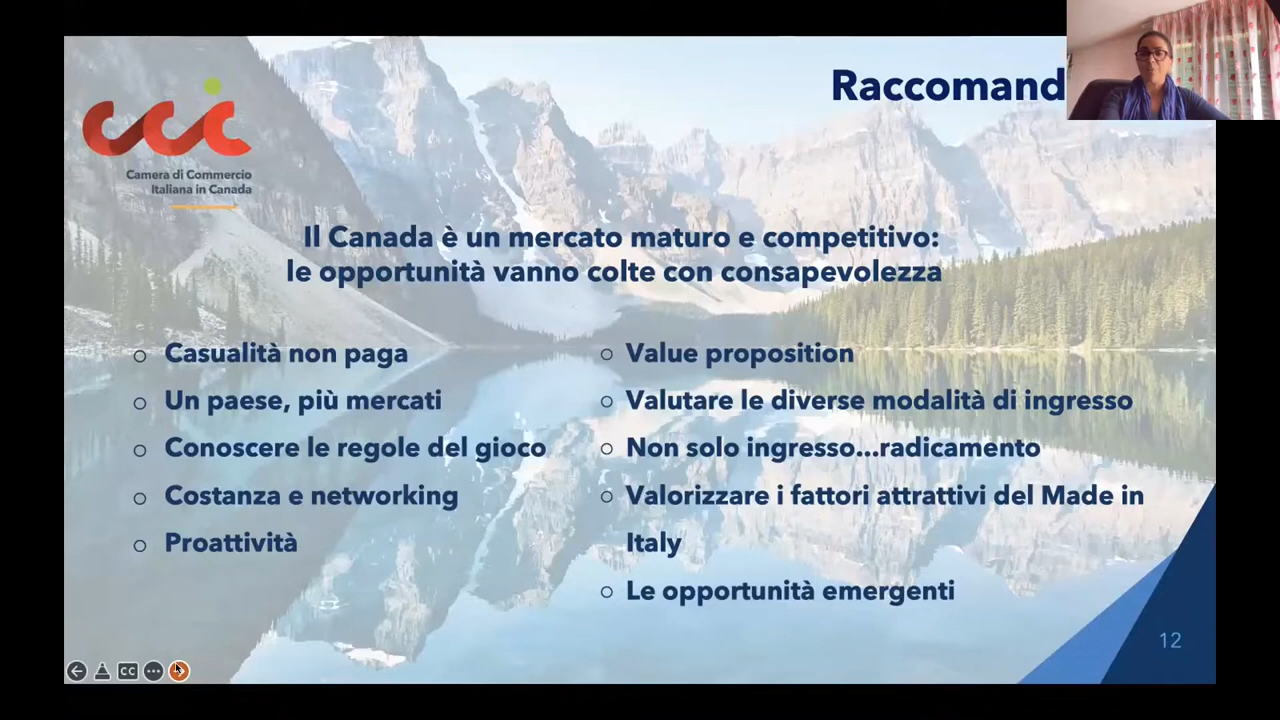 Raccomand
ccic
Camera di Commercio
Italiana in Canada
Il Canada è un mercato maturo e competitivo:
le opportunità vanno colte con consapevolezza
Casualità non paga
Un paese, più mercati
Conoscere le regole del gioco
Costanza e networking
Proattività
Value proposition
Valutare le diverse modalità di ingresso
Non solo ingresso...radicamento
Valorizzare i fattori attrattivi del Made in
Italy
Le opportunità emergenti
12
CC